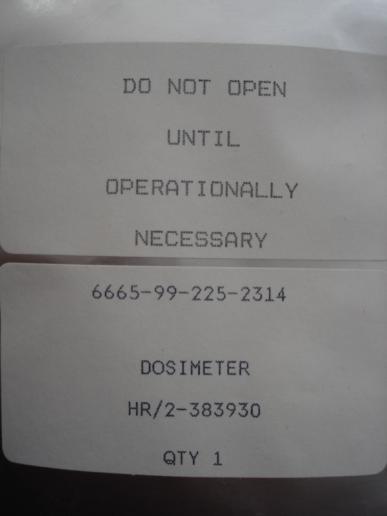 DO NOT OPEN
UNTIL
OPERATIONALLY
NECESSARY
6665-99-225-2314
DOSIMETER
HR/2-383930
QTY 1